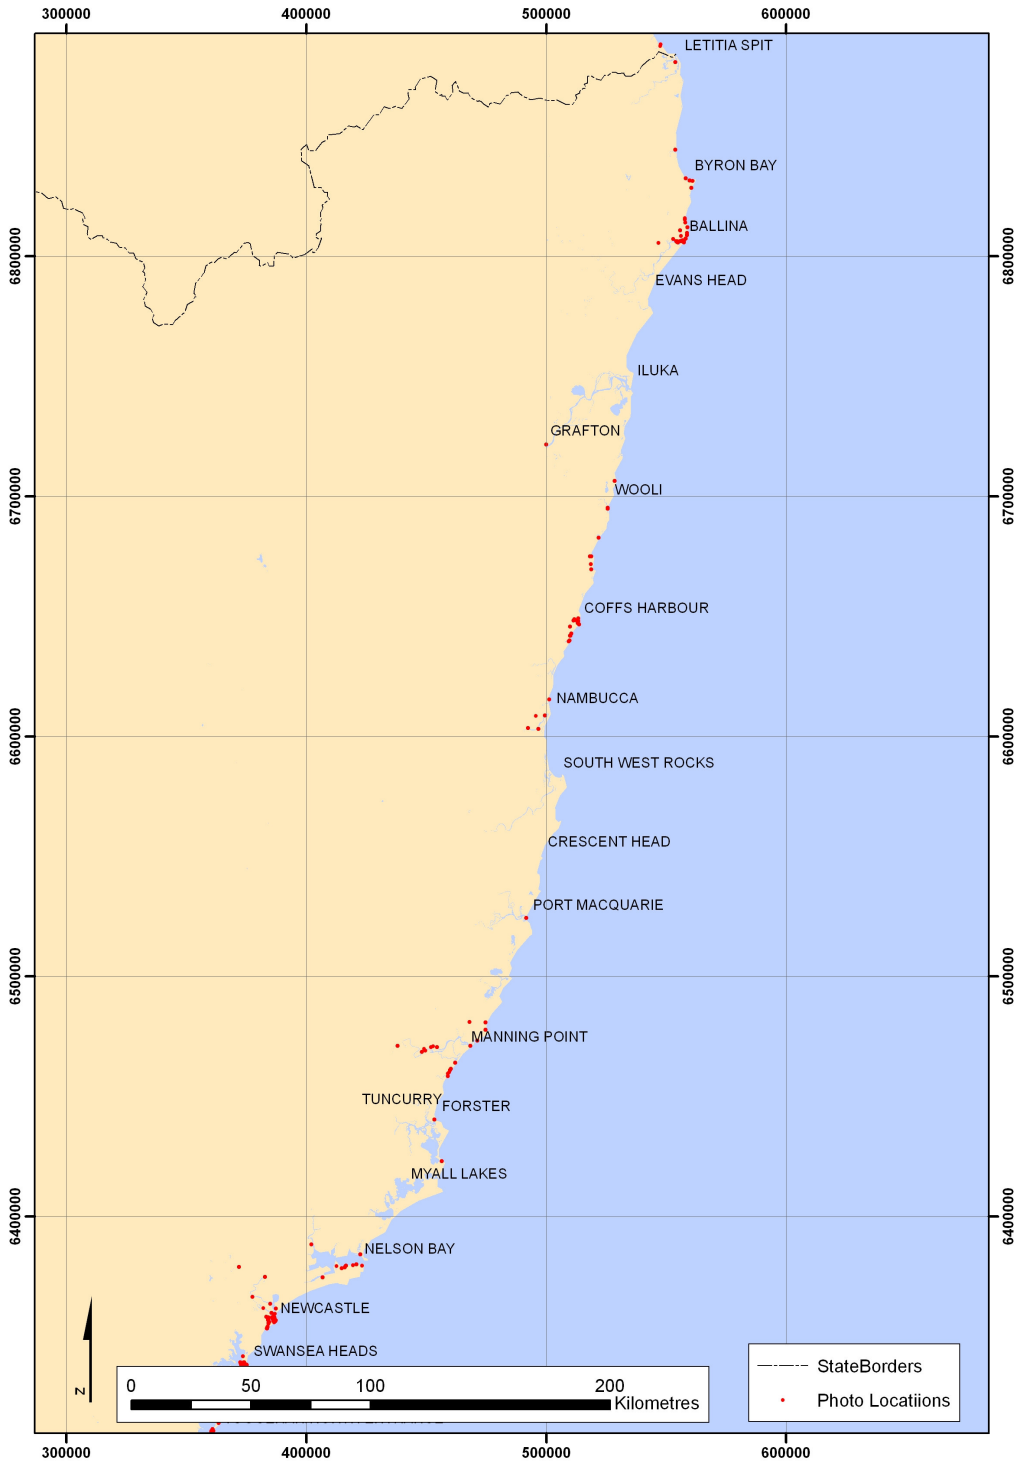 300000 400000 500000 600000
LETITIA SPIT
BYRON BAY
BALLINA
6800000 6800000
EVANS HEAD
ILUKA
GRAFTON
WOOLI
6700000 6700000
COFFS HARBOUR
NAMBUCCA
6600000 6600000
SOUTH WEST ROCKS
CRESCENT HEAD
PORT MACQUARIE
6500000 6500000
MANNING POINT
TUNCURRY
FORSTER
MYALL LAKES
6400000 6400000
NELSON BAY
NEWCASTLE
SWANSEA HEADS
N
0 50 100 200
Kilometres
StateBorders
Photo Locatiions
300000 400000 500000 600000